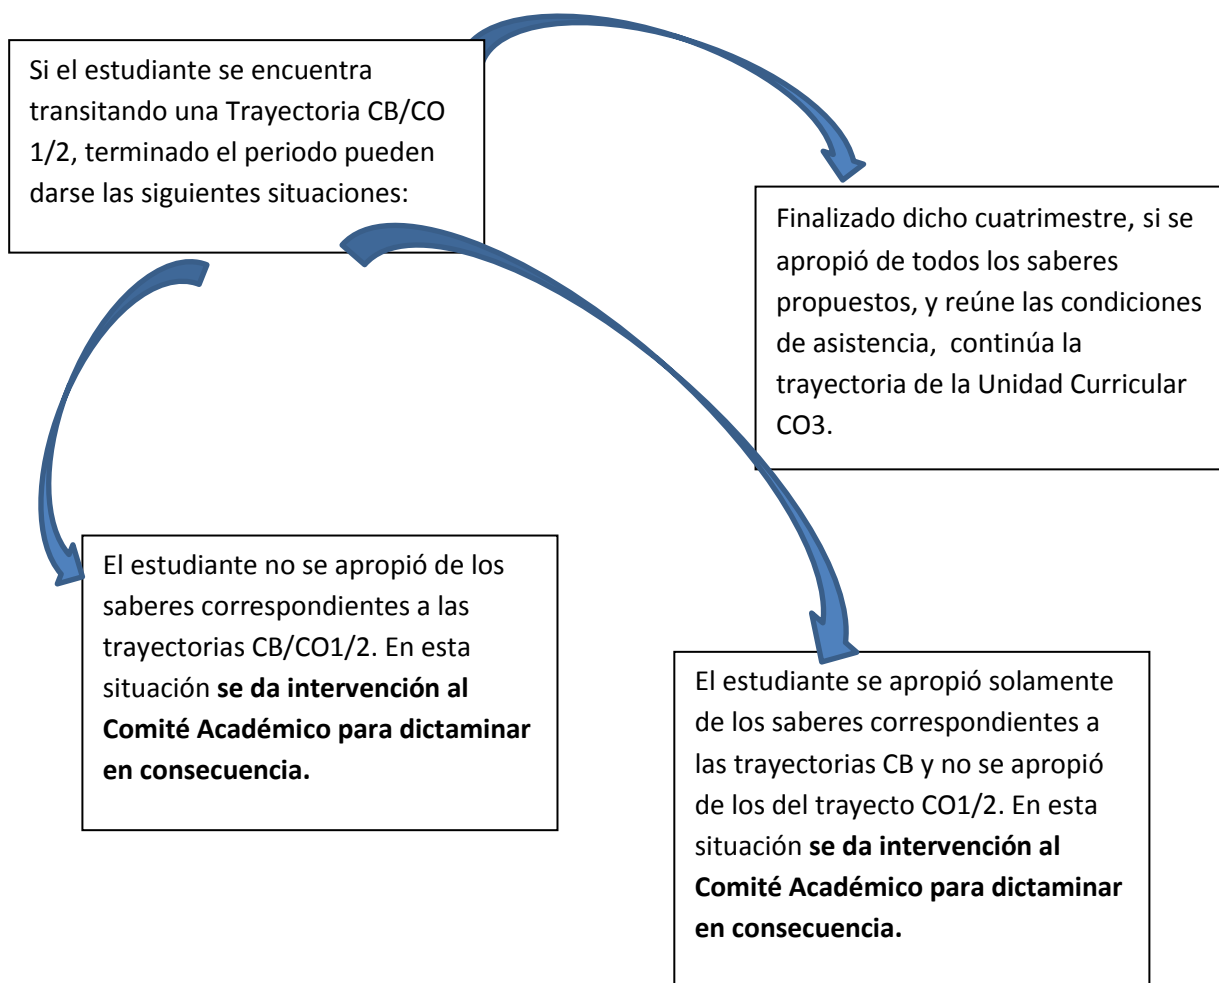 Si el estudiante se encuentra
transitando una Trayectoria CB/CO
1/2, terminado el periodo pueden
darse las siguientes situaciones:
Finalizado dicho cuatrimestre, si se
apropió de todos los saberes
propuestos, y reúne las condiciones
de asistencia, continúa la
trayectoria de la Unidad Curricular
CO3.
El estudiante no se apropió de los
saberes correspondientes a las
trayectorias CB/CO1/2. En esta
situación se da intervención al
Comité Académico para dictaminar
en consecuencia.
El estudiante se apropió solamente
de los saberes correspondientes a
las trayectorias CB y no se apropió
de los del trayecto CO1/2. En esta
situación se da intervención al
Comité Académico para dictaminar
en consecuencia.